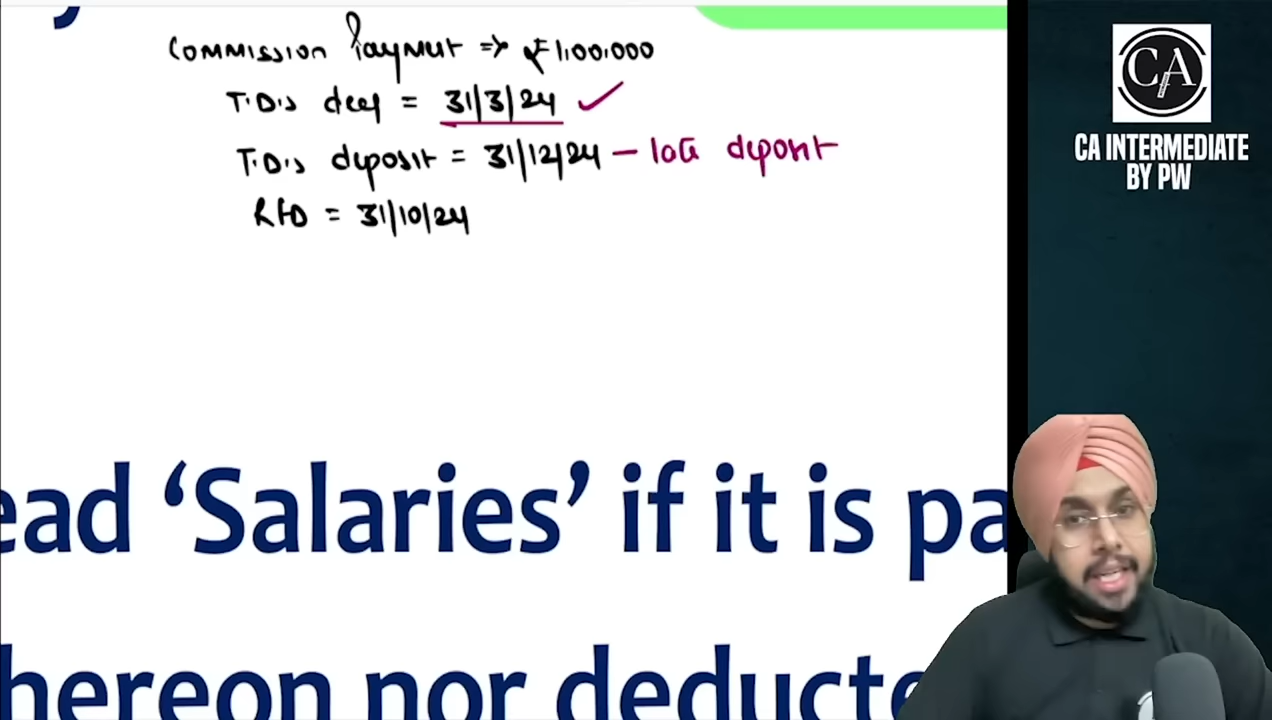 Commission Payment => ₹1,00,000
T.D.s ded = 31/3/24 ✓
T.D.s deposit = 31/12/24 – late deposit
RFD = 31/10/24
ead ‘Salaries’ if it is pa
hereon nor deducte
CA
CA INTERMEDIATE
BY PW